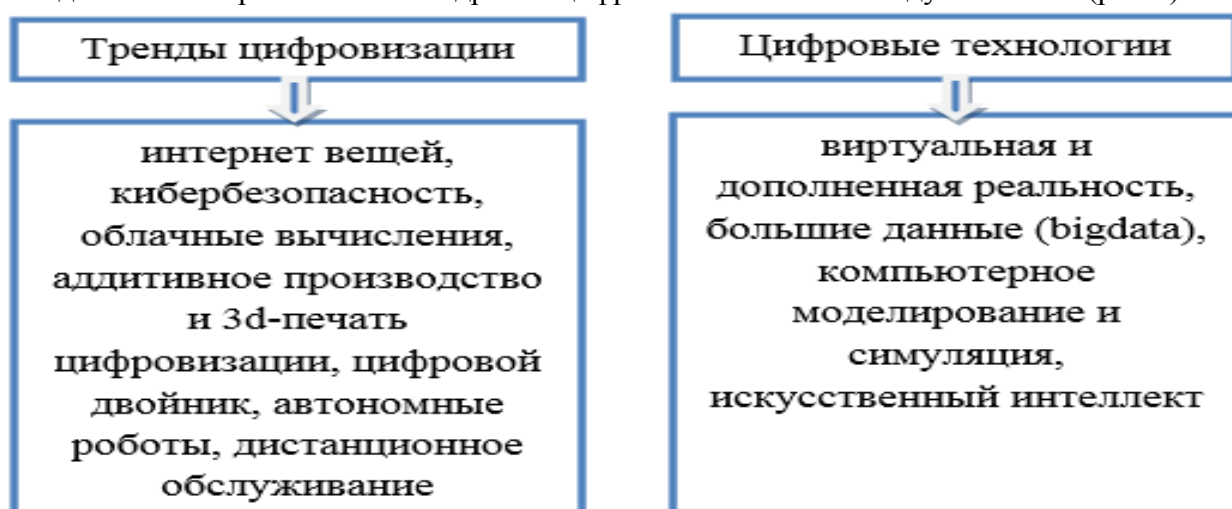 Тренды цифровизации
интернет вещей,
кибербезопасность,
облачные вычисления,
аддитивное производство
и 3d-печать
цифровизации, цифровой
двойник, автономные
роботы, дистанционное
обслуживание
Цифровые технологии
виртуальная и
дополненная реальность,
большие данные (bigdata),
компьютерное
моделирование и
симуляция,
искусственный интеллект